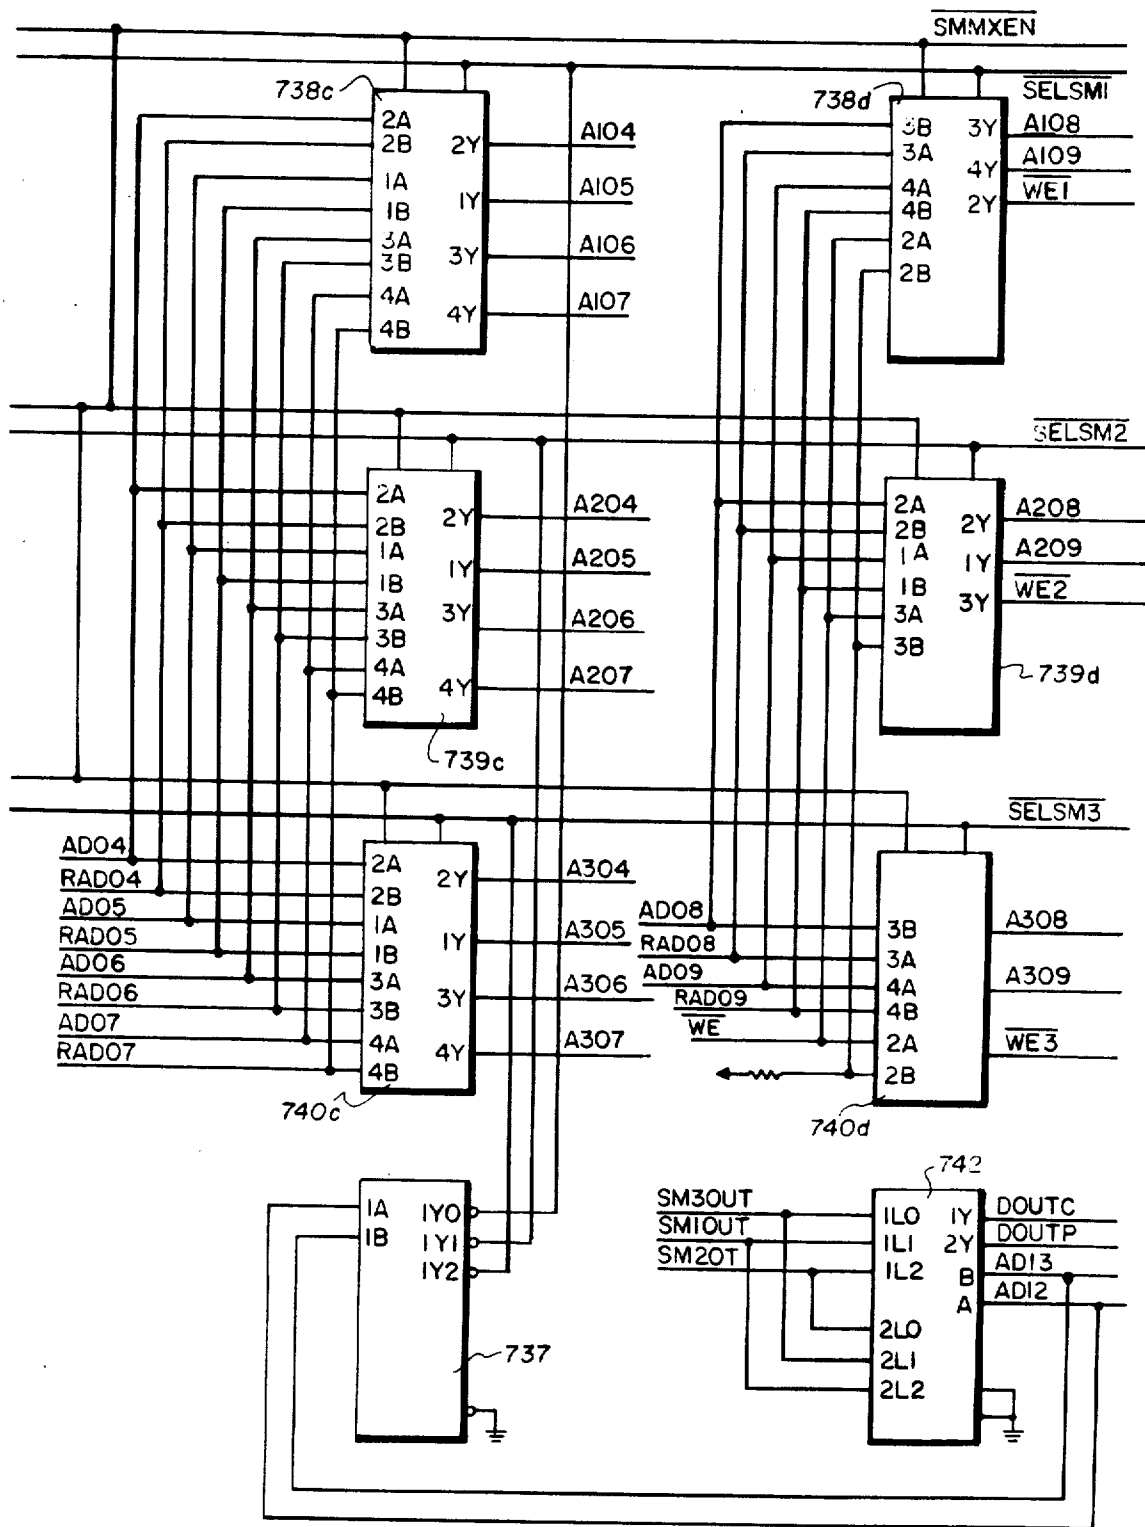 SMMXEN
738c
738d
SELSM1
2A
2B
1A
1B
3A
3B
4A
4B
2Y
1Y
3Y
4Y
A104
A105
A106
A107
3B
3A
4A
4B
2A
2B
3Y
4Y
2Y
A108
A109
WE1
SELSM2
2A
2B
1A
1B
3A
3B
4A
4B
2Y
1Y
3Y
4Y
A204
A205
A206
A207
739c
2A
2B
1A
1B
3A
3B
2Y
1Y
3Y
A208
A209
WE2
739d
SELSM3
AD04
RAD04
AD05
RAD05
AD06
RAD06
AD07
RAD07
2A
2B
1A
1B
3A
3B
4A
4B
2Y
1Y
3Y
4Y
A304
A305
A306
A307
740c
AD08
RAD08
AD09
RAD09
WE
3B
3A
4A
4B
2A
2B
A308
A309
WE3
740d
1A
1B
1Y0
1Y1
1Y2
737
742
SM3OUT
SM1OUT
SM2OT
1L0
1L1
1L2
2L0
2L1
2L2
1Y
2Y
B
A
DOUTC
DOUTP
AD13
AD12